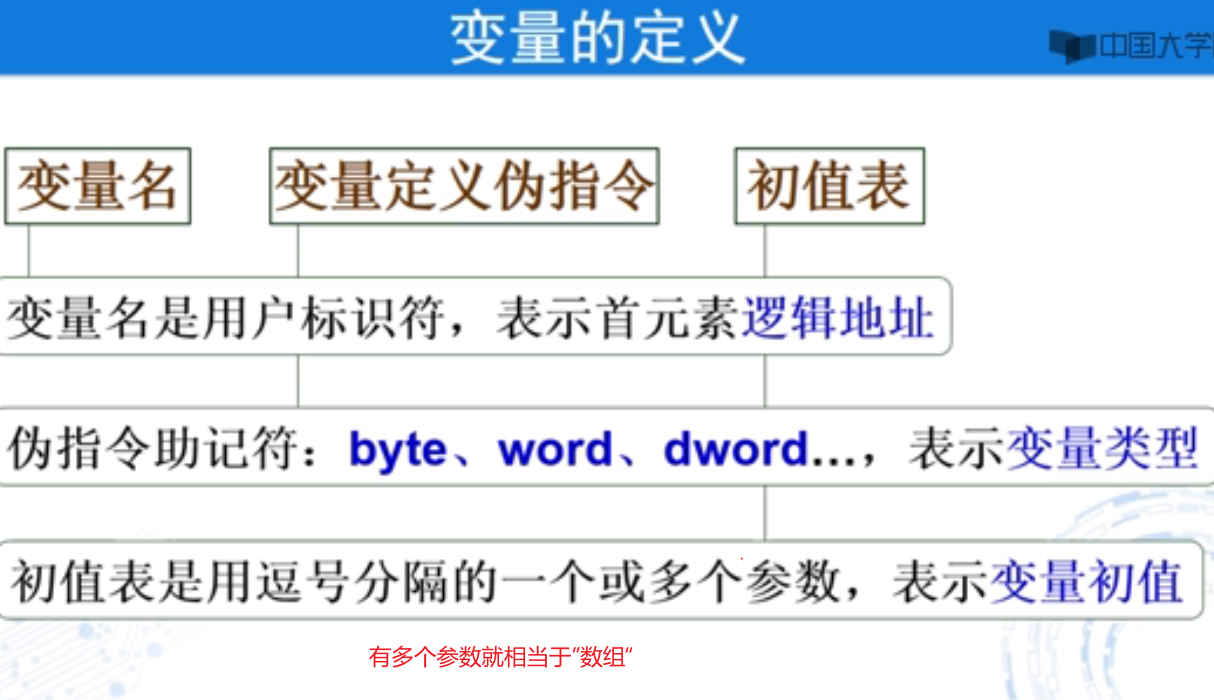 变量的定义
中国大学
变量名 变量定义伪指令 初值表
变量名是用户标识符，表示首元素逻辑地址
伪指令助记符：byte、word、dword…，表示变量类型
初值表是用逗号分隔的一个或多个参数，表示变量初值
有多个参数就相当于"数组"